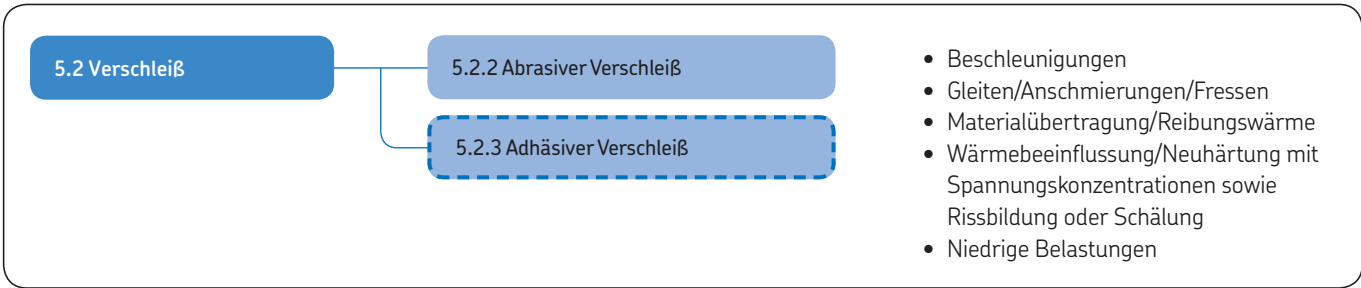 5.2 Verschleiß
5.2.2 Abrasiver Verschleiß
5.2.3 Adhäsiver Verschleiß
• Beschleunigungen
• Gleiten/Anschmierungen/Fressen
• Materialübertragung/Reibungswärme
• Wärmebeeinflussung/Neuhärtung mit
Spannungskonzentrationen sowie
Rissbildung oder Schälung
• Niedrige Belastungen